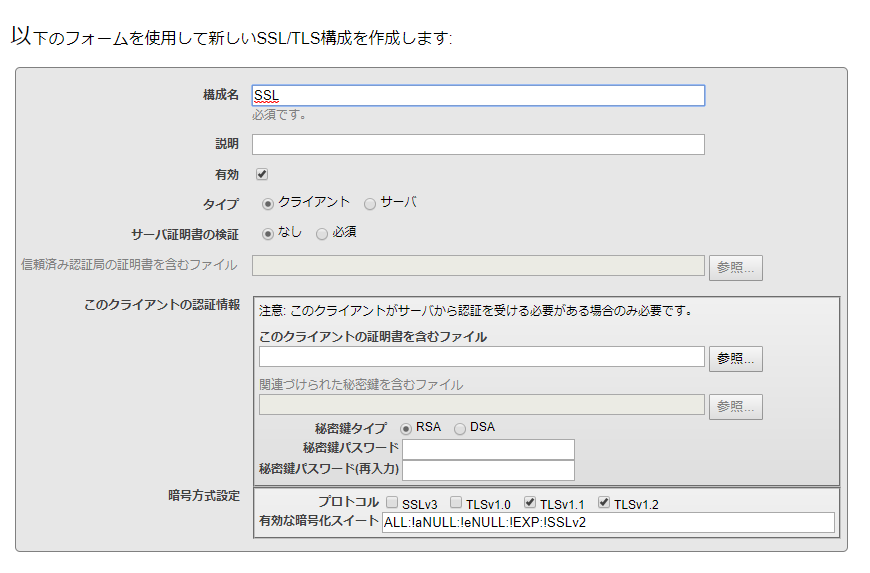 以下のフォームを使用して新しいSSL/TLS構成を作成します:
構成名 SSL
必須です。
説明
有効
タイプ クライアント サーバ
サーバ証明書の検証 なし 必須
信頼済み認証局の証明書を含むファイル 参照...
このクライアントの認証情報 注意: このクライアントがサーバから認証を受ける必要がある場合のみ必要です。
このクライアントの証明書を含むファイル
参照...
関連づけられた秘密鍵を含むファイル
参照...
秘密鍵タイプ RSA DSA
秘密鍵パスワード
秘密鍵パスワード(再入力)
暗号方式設定 プロトコル SSLv3 TLSv1.0 TLSv1.1 TLSv1.2
有効な暗号化スイート ALL:!aNULL:!eNULL:!EXP:!SSLv2